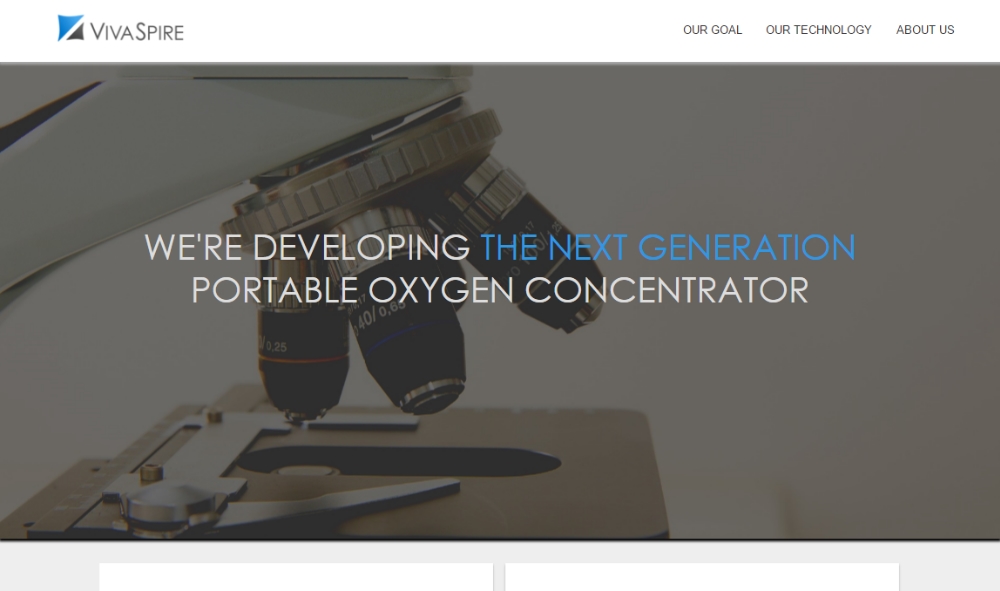 VIVASPIRE
OUR GOAL OUR TECHNOLOGY ABOUT US
WE'RE DEVELOPING THE NEXT GENERATION
PORTABLE OXYGEN CONCENTRATOR
40/0,65
0,25